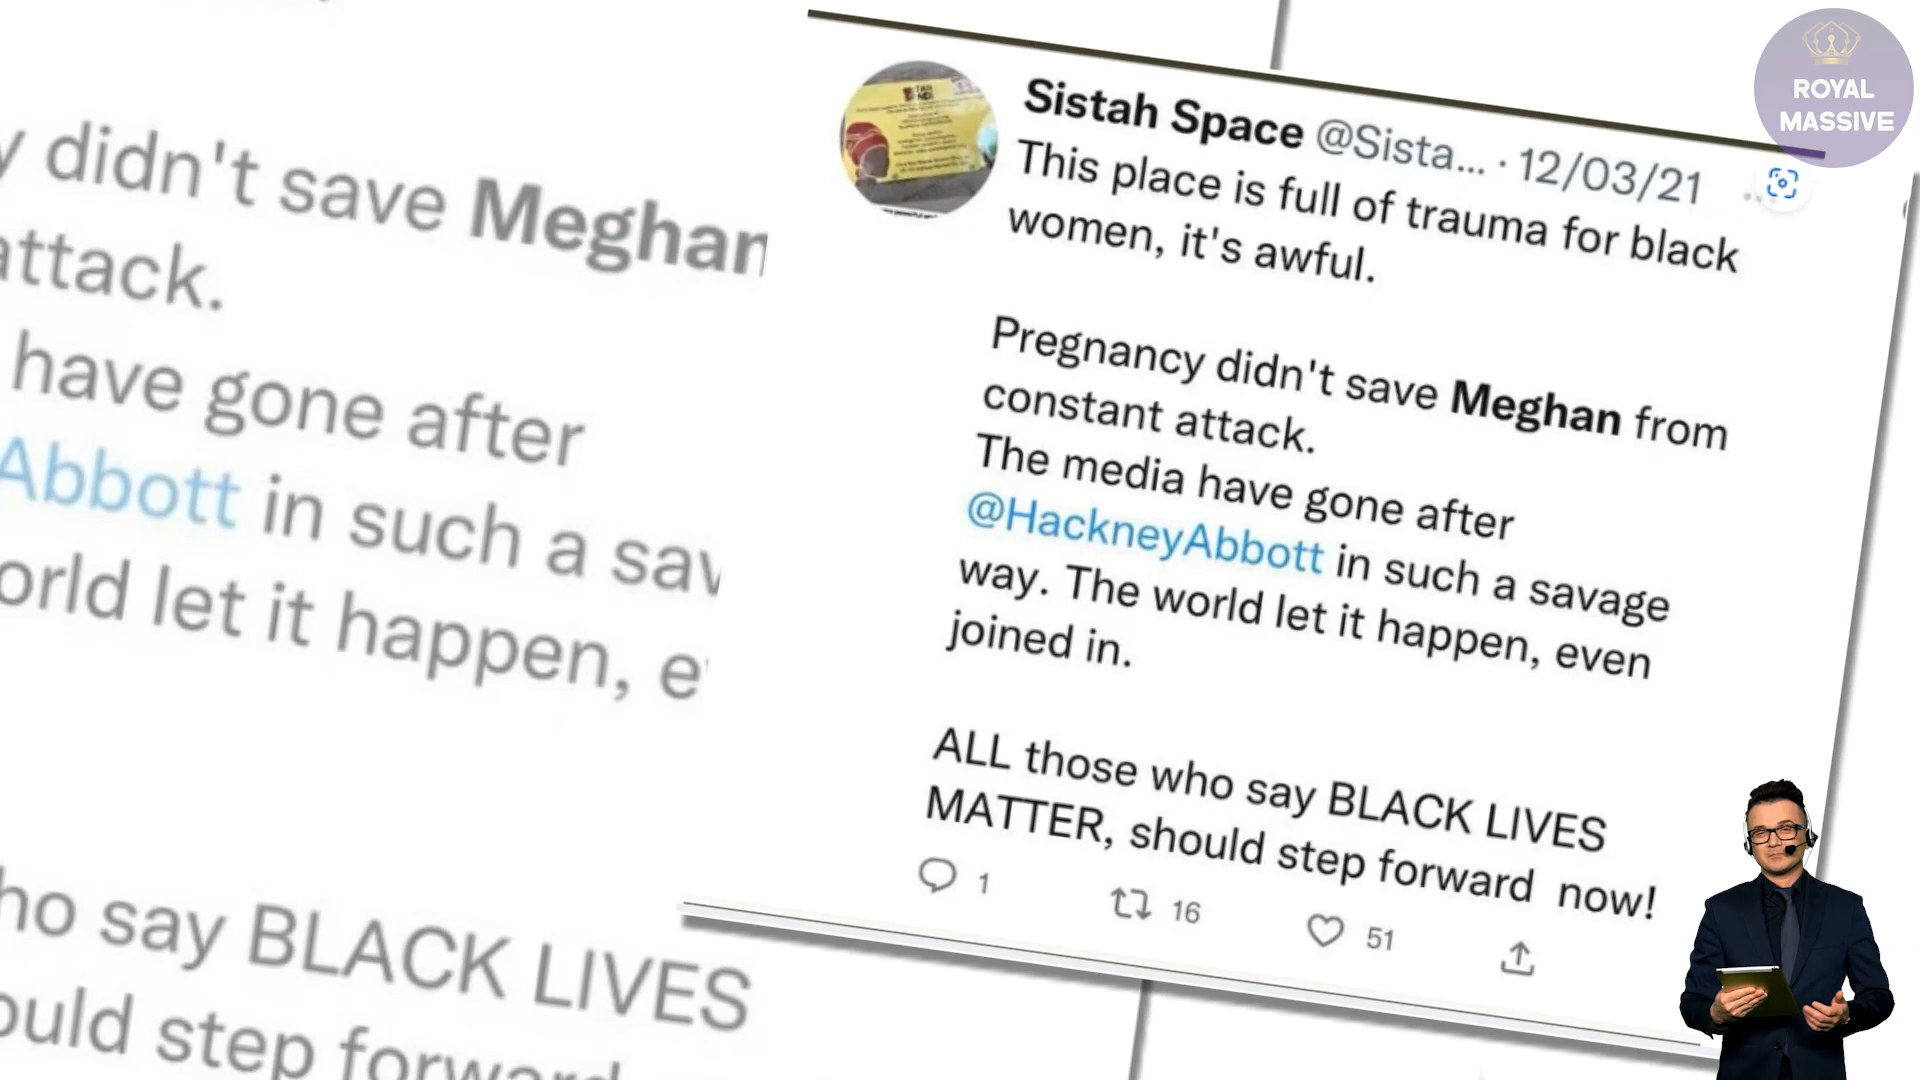 y didn't save Meghan
attack.
have gone after
Abbott in such a sav
orld let it happen, e
ho say BLACK LIVES
ould step forward
Sistah Space @Sista... · 12/03/21
This place is full of trauma for black
women, it's awful.
Pregnancy didn't save Meghan from
constant attack.
The media have gone after
@HackneyAbbott in such a savage
way. The world let it happen, even
joined in.
ALL those who say BLACK LIVES
MATTER, should step forward now!
1 16 51
ROYAL
MASSIVE